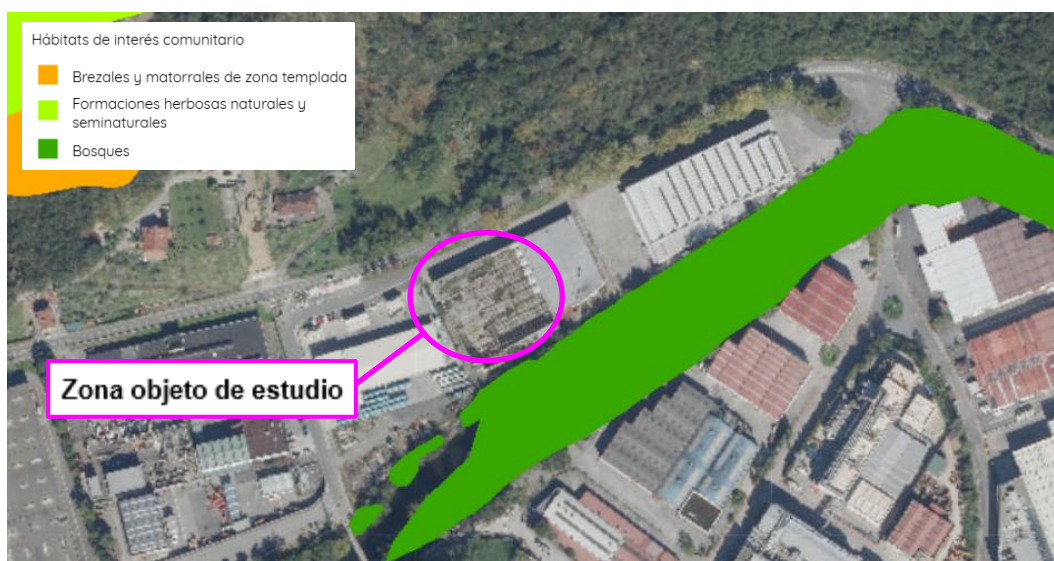 Hábitats de interés comunitario
Brezales y matorrales de zona templada
Formaciones herbosas naturales y
seminaturales
Bosques
Zona objeto de estudio